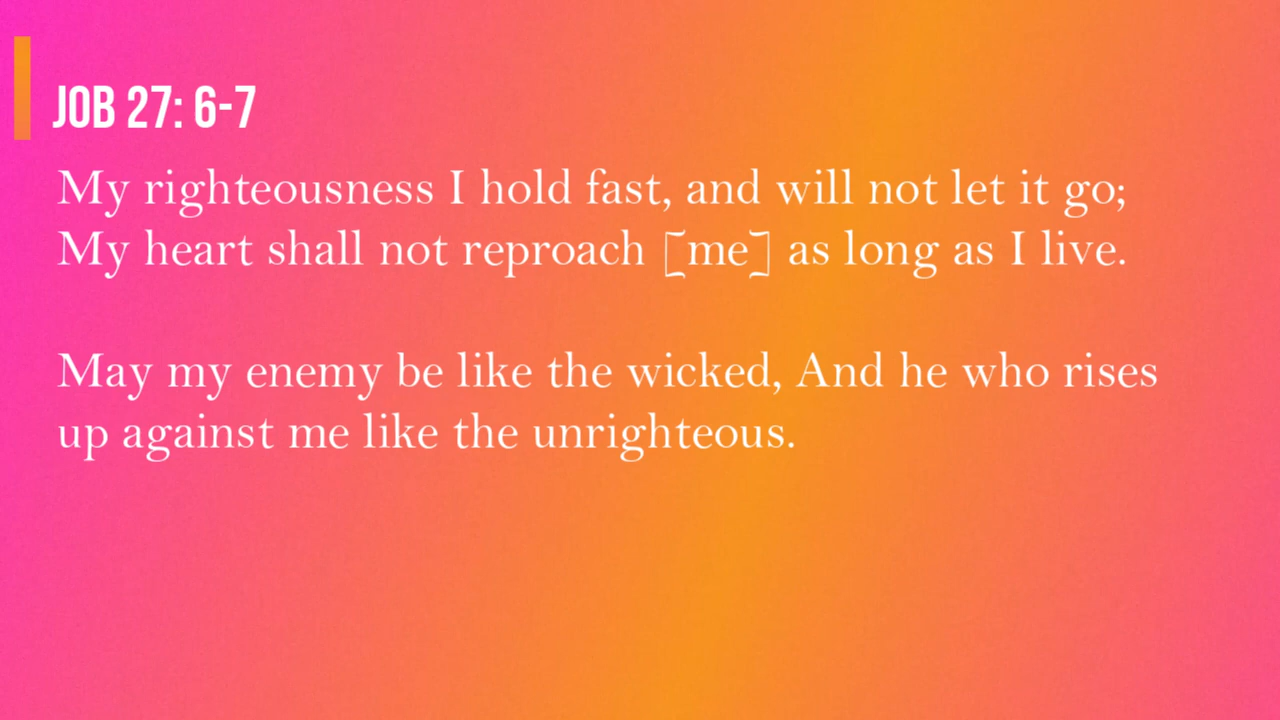 JOB 27: 6-7
My righteousness I hold fast, and will not let it go;
My heart shall not reproach [me] as long as I live.
May my enemy be like the wicked, And he who rises
up against me like the unrighteous.